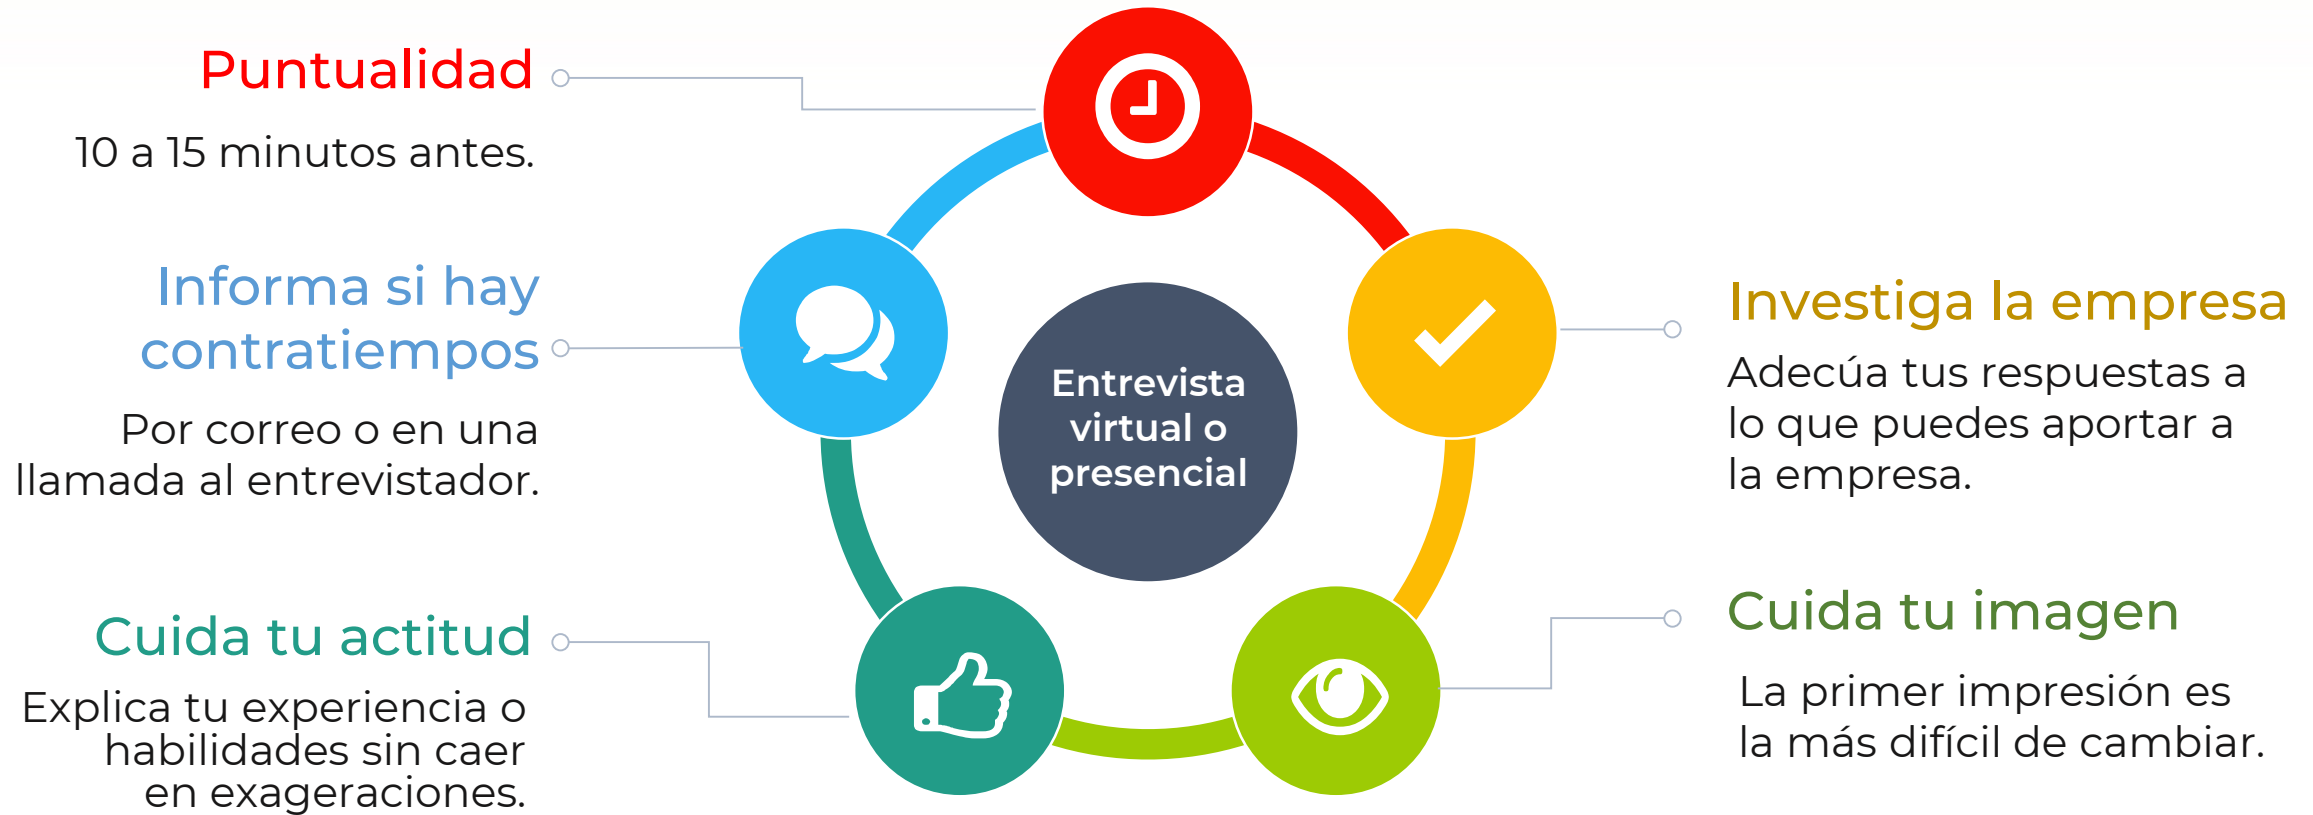 Puntualidad
10 a 15 minutos antes.
Informa si hay
contratiempos
Por correo o en una
llamada al entrevistador.
Cuida tu actitud
Explica tu experiencia o
habilidades sin caer
en exageraciones.
Entrevista
virtual o
presencial
Investiga la empresa
Adecúa tus respuestas a
lo que puedes aportar a
la empresa.
Cuida tu imagen
La primer impresión es
la más difícil de cambiar.